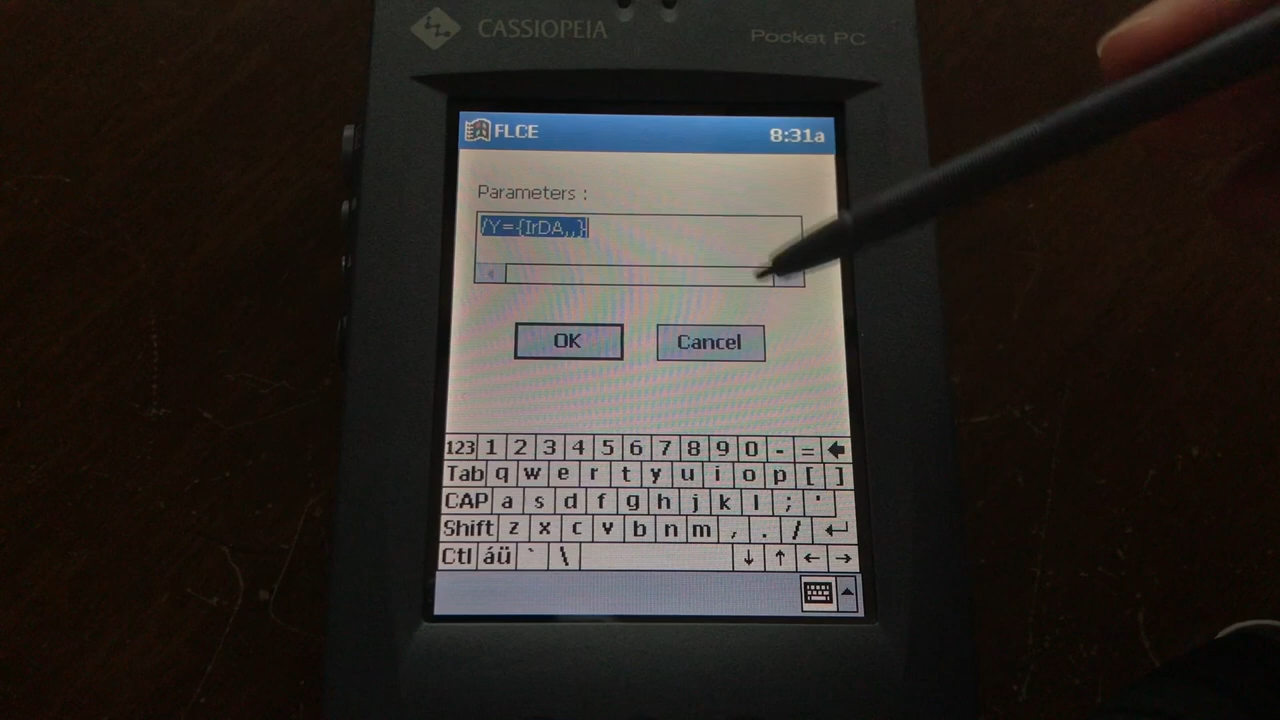 CASSIOPEIA
Pocket PC
FLCE
8:31a
Parameters :
/Y={IrDA,,}
OK
Cancel
123 1 2 3 4 5 6 7 8 9 0 - =
Tab q w e r t y u i o p [ ]
CAP a s d f g h j k l ; '
Shift z x c v b n m , . /
Ctl áü ` \ ↓ ↑ ← →